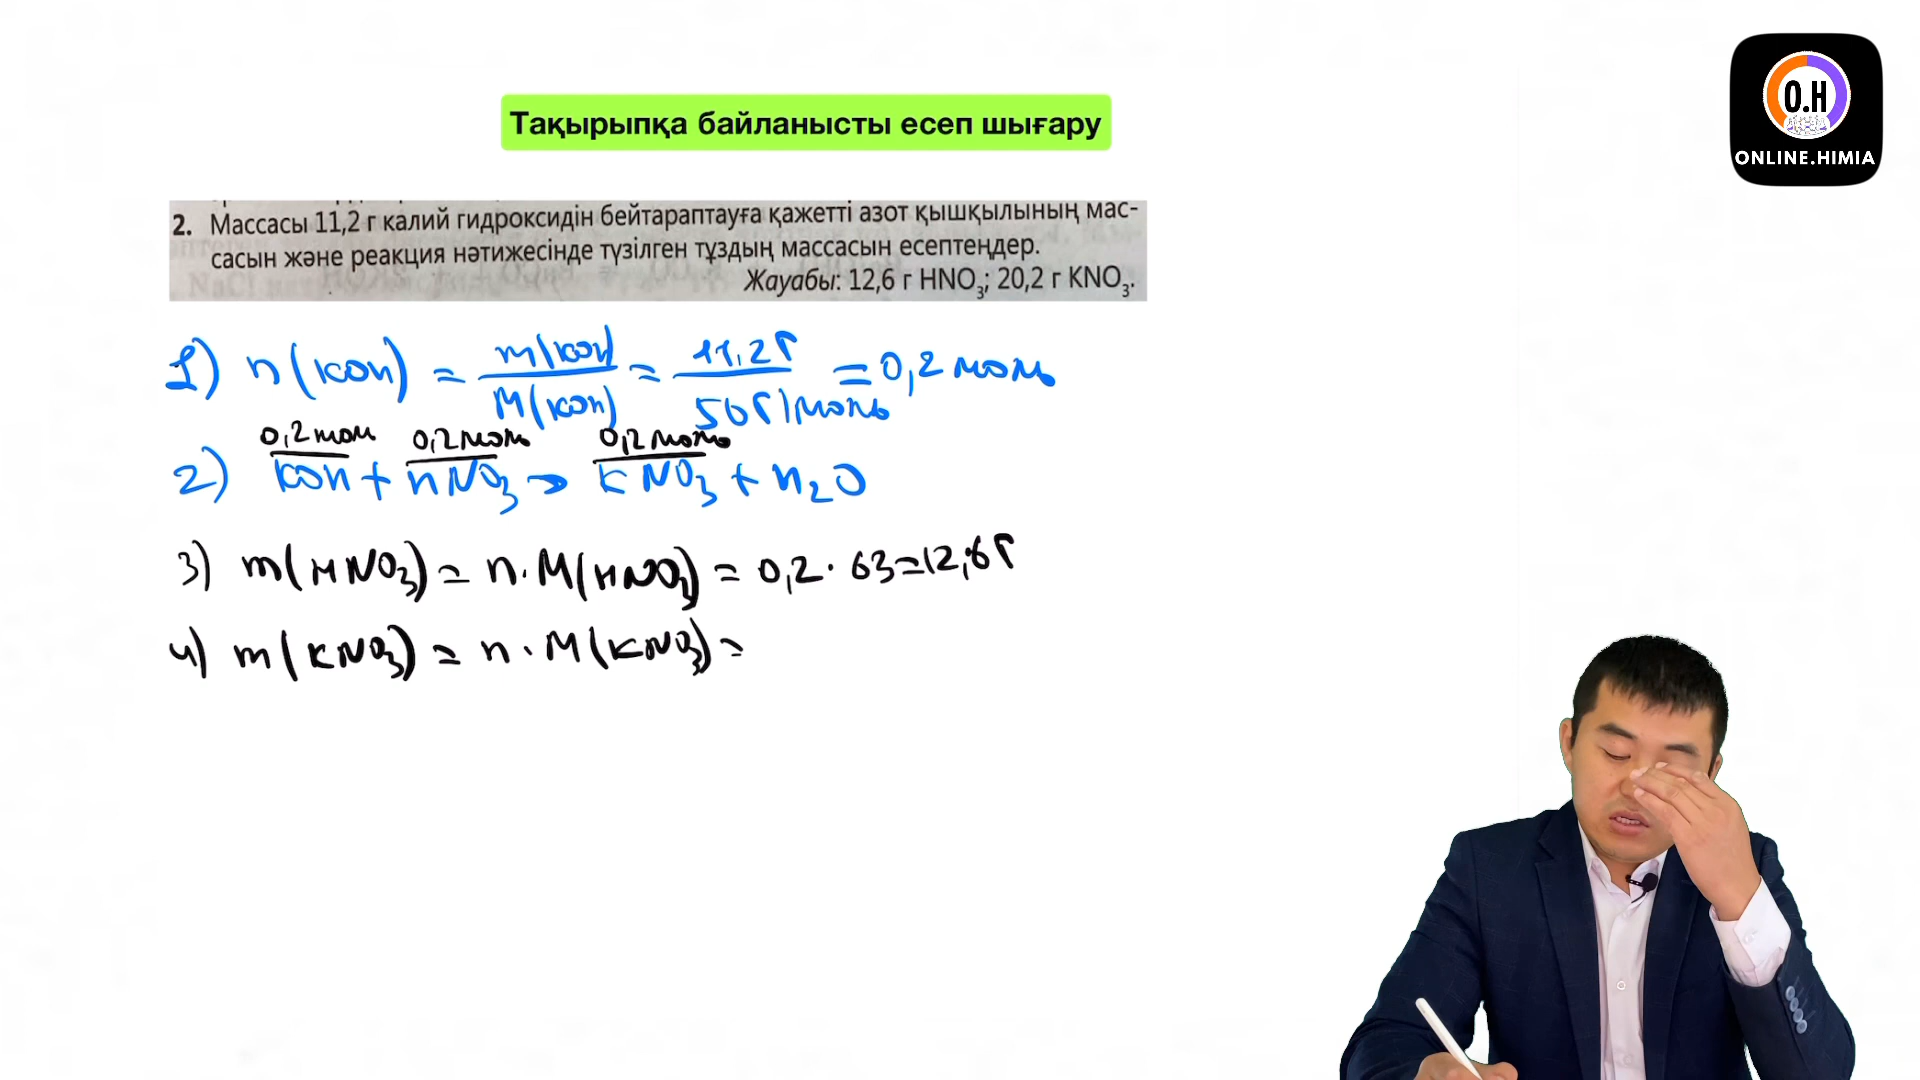 O.H
ONLINE.HIMIA
Тақырыпқа байланысты есеп шығару
2. Массасы 11,2 г калий гидроксидін бейтараптауға қажетті азот қышқылының мас-
сасын және реакция нәтижесінде түзілген тұздың массасын есептеңдер.
Жауабы: 12,6 г HNO₃; 20,2 г KNO₃.
1) n(KOH) = m(KOH)/M(KOH) = 11,2г/56г/моль = 0,2 моль
0,2 мол 0,2 моль 0,2 моль
2) KOH + HNO₃ → KNO₃ + H₂O
3) m(HNO₃) = n·M(HNO₃) = 0,2·63=12,6г
4) m(KNO₃) = n·M(KNO₃) =